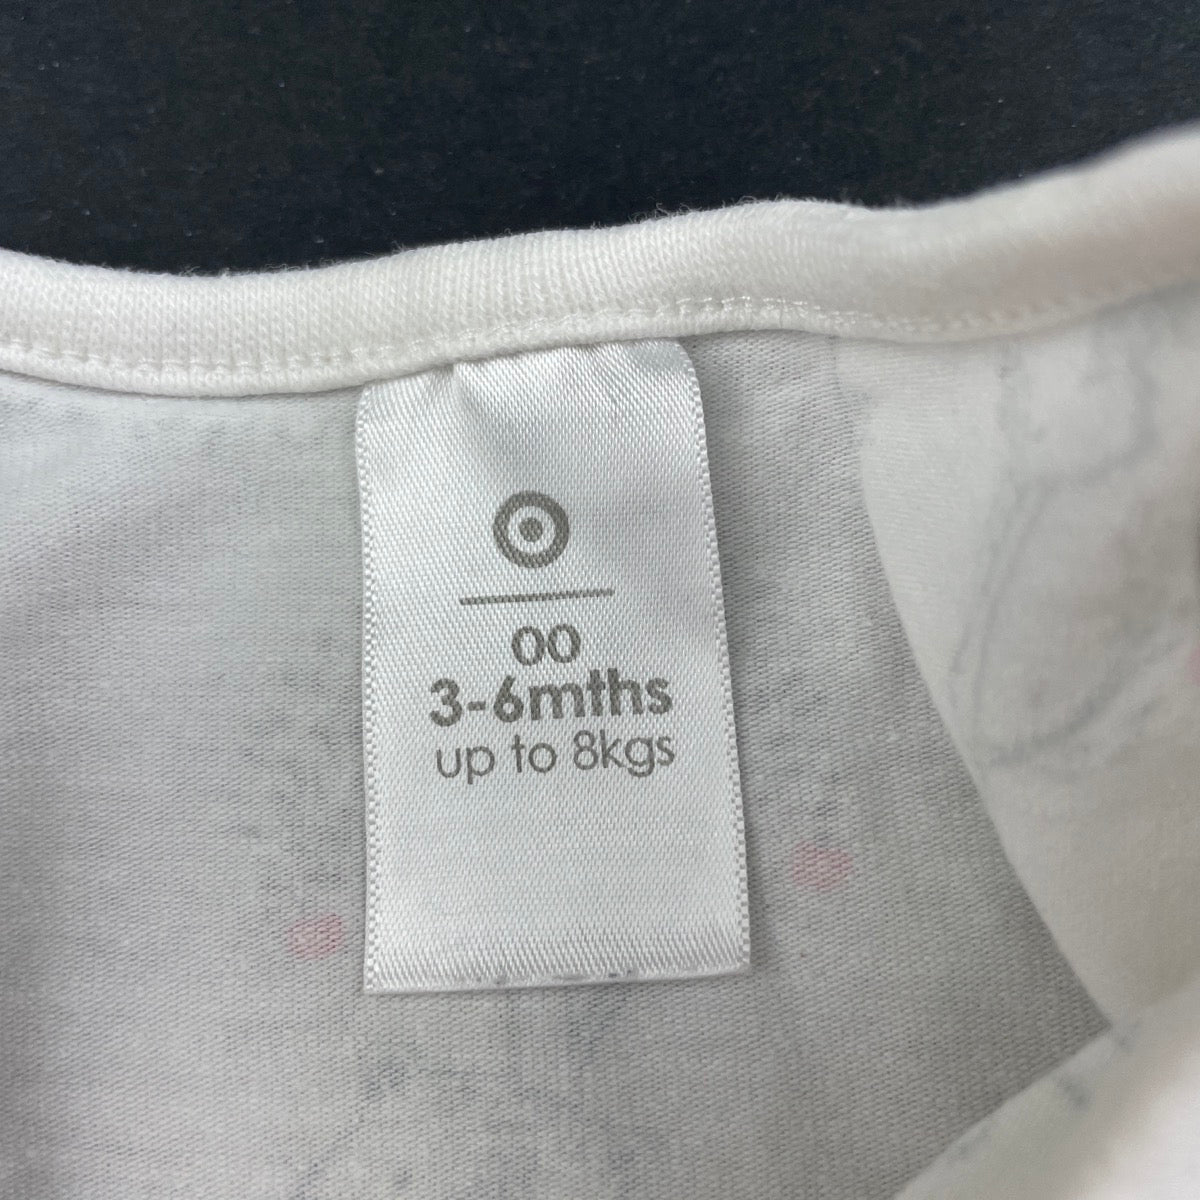 00
3-6mths
up to 8kgs